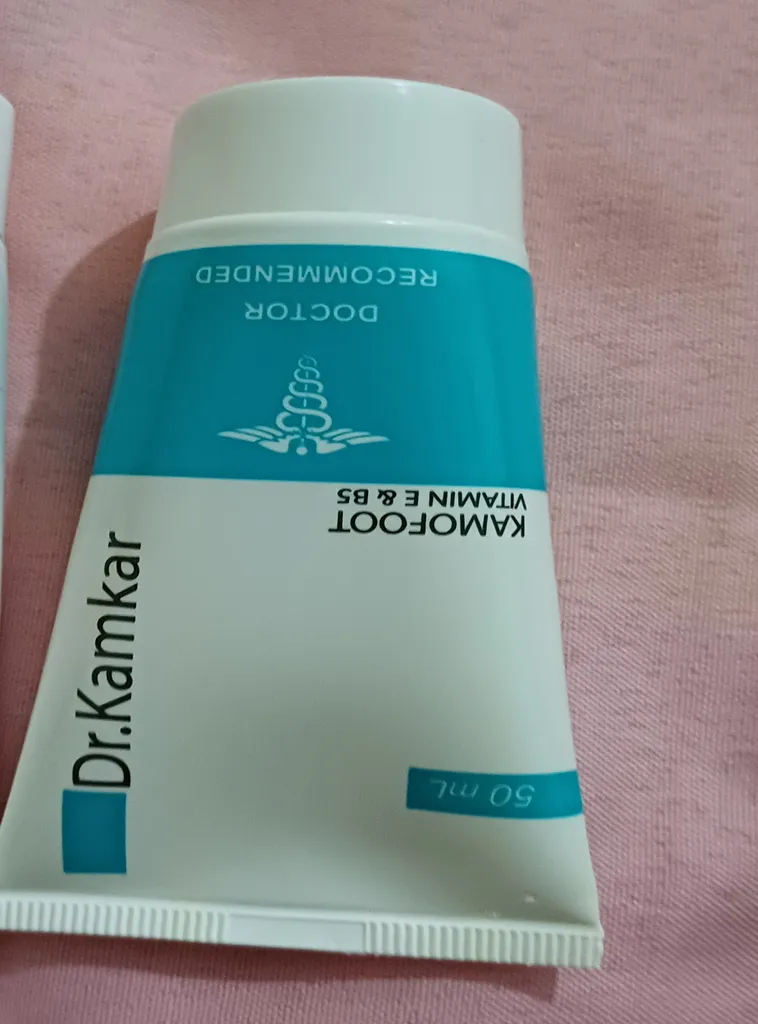 DOCTOR
RECOMMENDED
KAMOFOOT
VITAMIN E & B5
Dr.Kamkar
50 mL